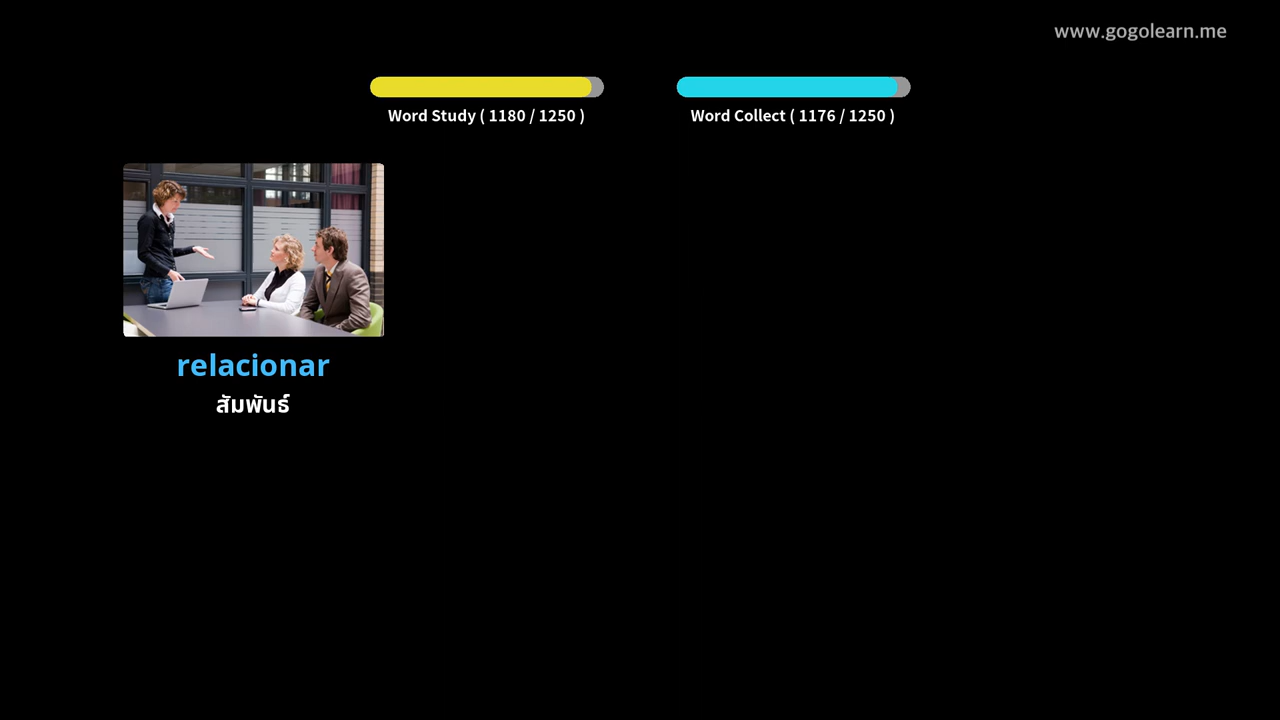 www.gogolearn.me
Word Study ( 1180 / 1250 )
Word Collect ( 1176 / 1250 )
relacionar
สัมพันธ์